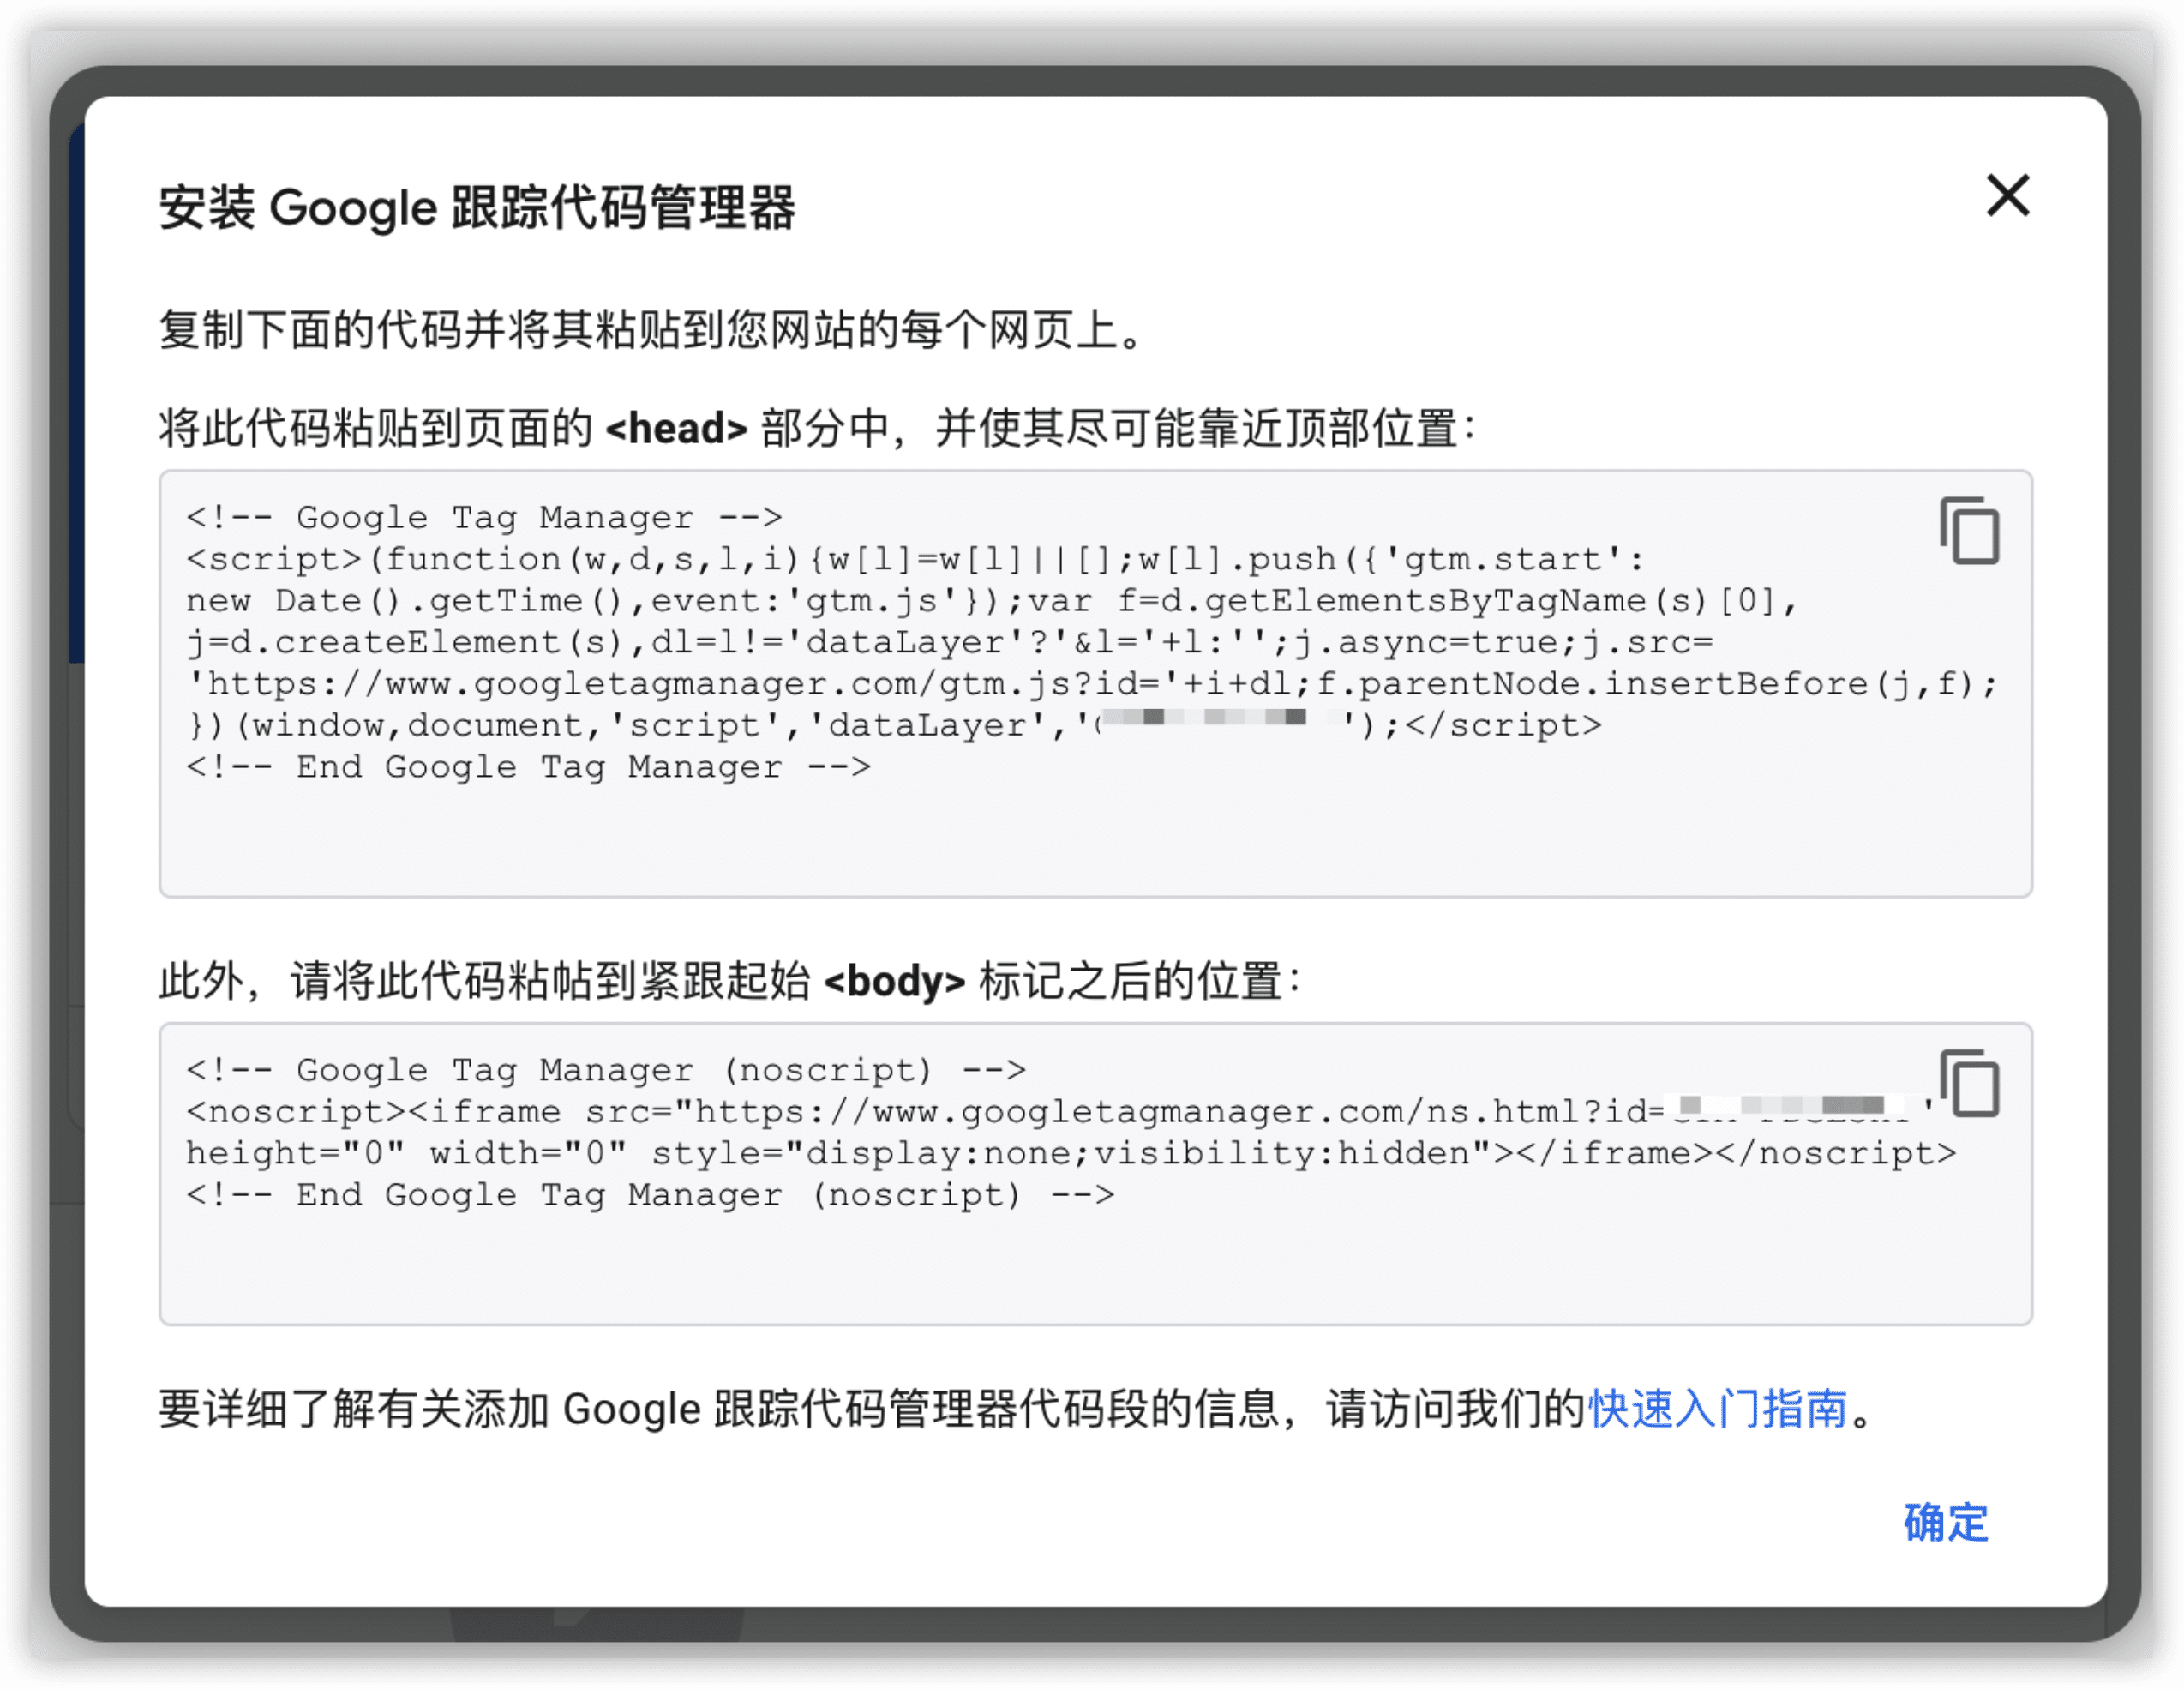 安装 Google 跟踪代码管理器
复制下面的代码并将其粘贴到您网站的每个网页上。
将此代码粘贴到页面的 <head> 部分中，并使其尽可能靠近顶部位置：
<!-- Google Tag Manager -->
<script>(function(w,d,s,l,i){w[l]=w[l]||[];w[l].push({'gtm.start':
new Date().getTime(),event:'gtm.js'});var f=d.getElementsByTagName(s)[0],
j=d.createElement(s),dl=l!='dataLayer'?'&l='+l:'';j.async=true;j.src=
'https://www.googletagmanager.com/gtm.js?id='+i+dl;f.parentNode.insertBefore(j,f);
})(window,document,'script','dataLayer','');</script>
<!-- End Google Tag Manager -->
此外，请将此代码粘帖到紧跟起始 <body> 标记之后的位置：
<!-- Google Tag Manager (noscript) -->
<noscript><iframe src="https://www.googletagmanager.com/ns.html?id=
height="0" width="0" style="display:none;visibility:hidden"></iframe></noscript>
<!-- End Google Tag Manager (noscript) -->
要详细了解有关添加 Google 跟踪代码管理器代码段的信息，请访问我们的快速入门指南。
确定